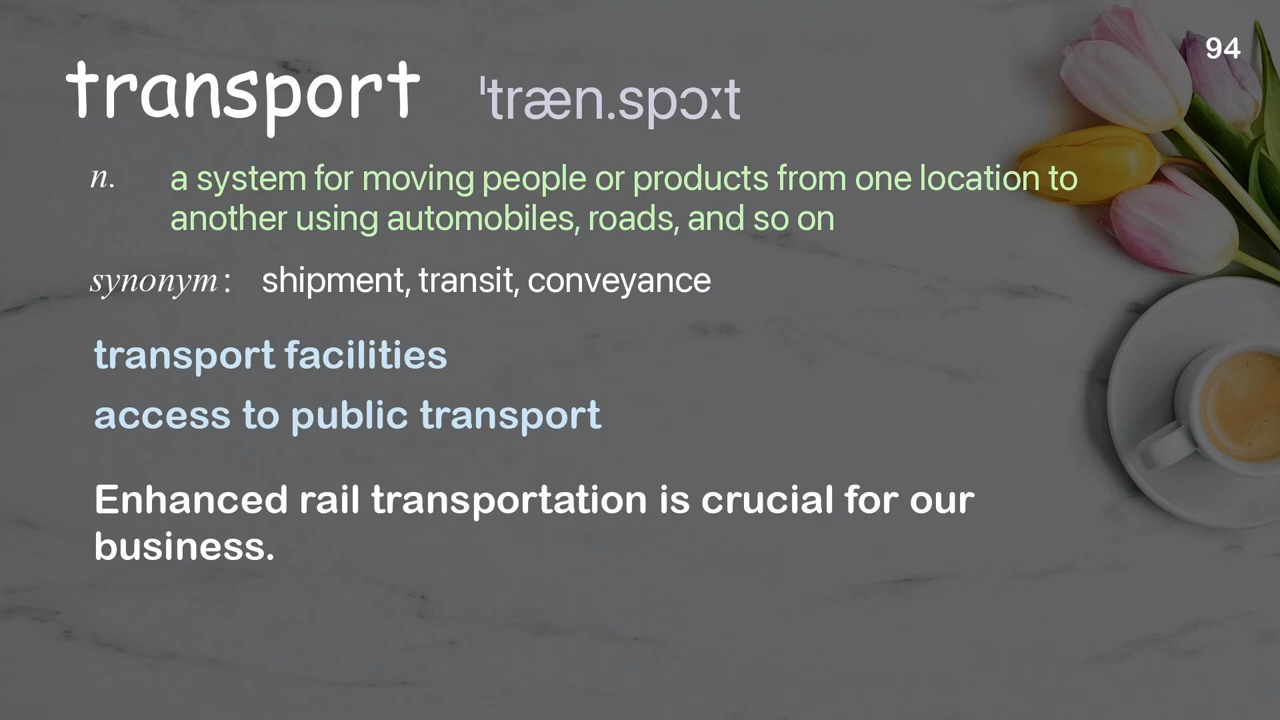 94
transport ˈtræn.spɔːt
n. a system for moving people or products from one location to
another using automobiles, roads, and so on
synonym: shipment, transit, conveyance
transport facilities
access to public transport
Enhanced rail transportation is crucial for our
business.